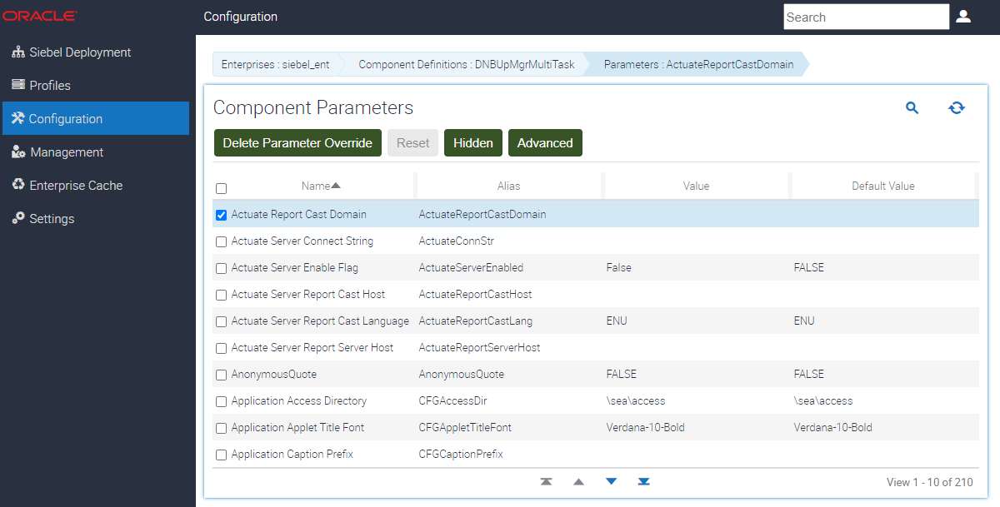 ORACLE
Configuration
Search
Siebel Deployment
Profiles
Configuration
Management
Enterprise Cache
Settings
Enterprises : siebel_ent
Component Definitions : DNBUpMgrMultiTask
Parameters : ActuateReportCastDomain
Component Parameters
Delete Parameter Override
Reset
Hidden
Advanced
Name Alias Value Default Value
Actuate Report Cast Domain ActuateReportCastDomain
Actuate Server Connect String ActuateConnStr
Actuate Server Enable Flag ActuateServerEnabled False FALSE
Actuate Server Report Cast Host ActuateReportCastHost
Actuate Server Report Cast Language ActuateReportCastLang ENU ENU
Actuate Server Report Server Host ActuateReportServerHost
AnonymousQuote AnonymousQuote FALSE FALSE
Application Access Directory CFGAccessDir \sea\access \sea\access
Application Applet Title Font CFGAppletTitleFont Verdana-10-Bold Verdana-10-Bold
Application Caption Prefix CFGCaptionPrefix
View 1 - 10 of 210